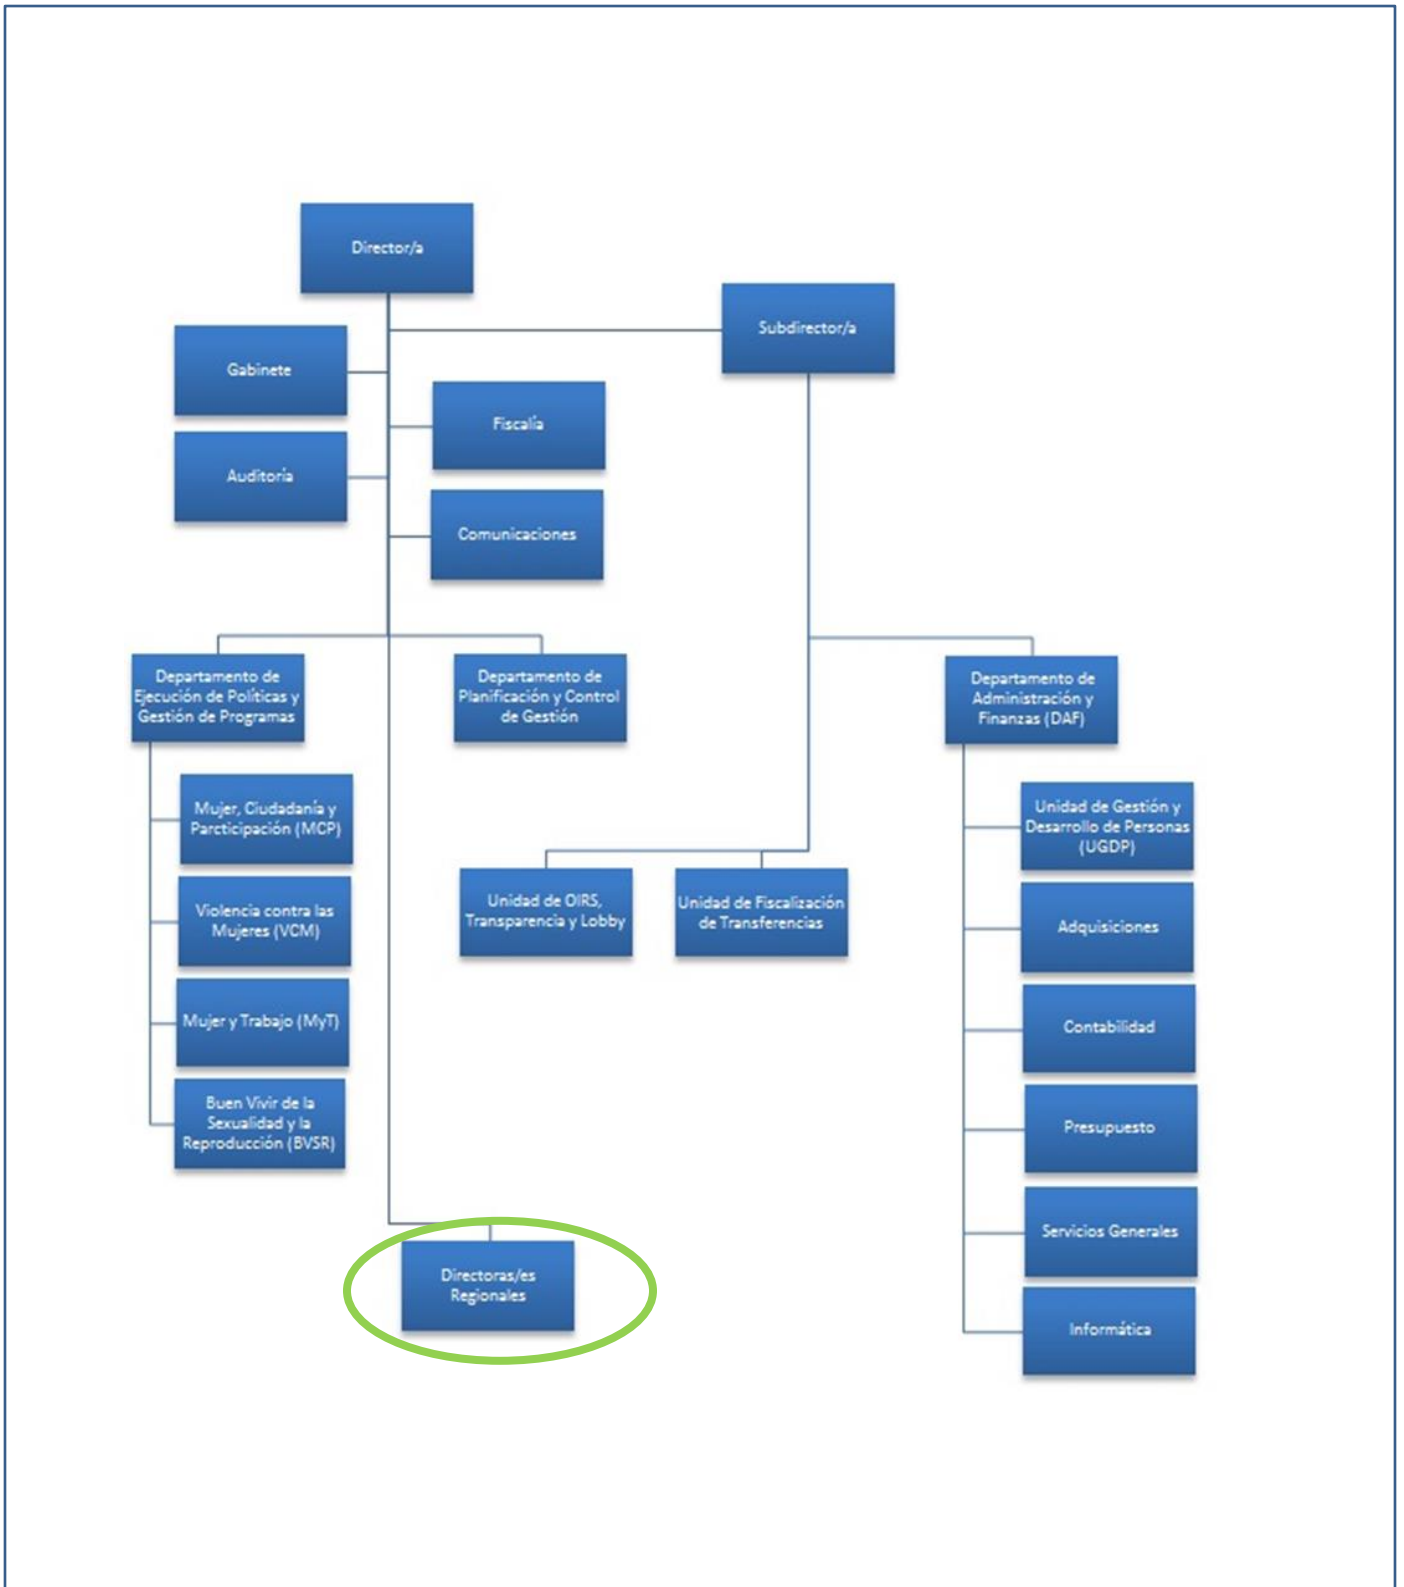 Director/a
Subdirector/a
Gabinete
Fiscalía
Auditoría
Comunicaciones
Departamento de
Ejecución de Políticas y
Gestión de Programas
Departamento de
Planificación y Control
de Gestión
Departamento de
Administración y
Finanzas (DAF)
Mujer, Ciudadanía y
Parcticipación (MCP)
Violencia contra las
Mujeres (VCM)
Mujer y Trabajo (MyT)
Buen Vivir de la
Sexualidad y la
Reproducción (BVSR)
Unidad de OIRS,
Transparencia y Lobby
Unidad de Fiscalización
de Transferencias
Unidad de Gestión y
Desarrollo de Personas
(UGDP)
Adquisiciones
Contabilidad
Presupuesto
Servicios Generales
Informática
Directoras/es
Regionales